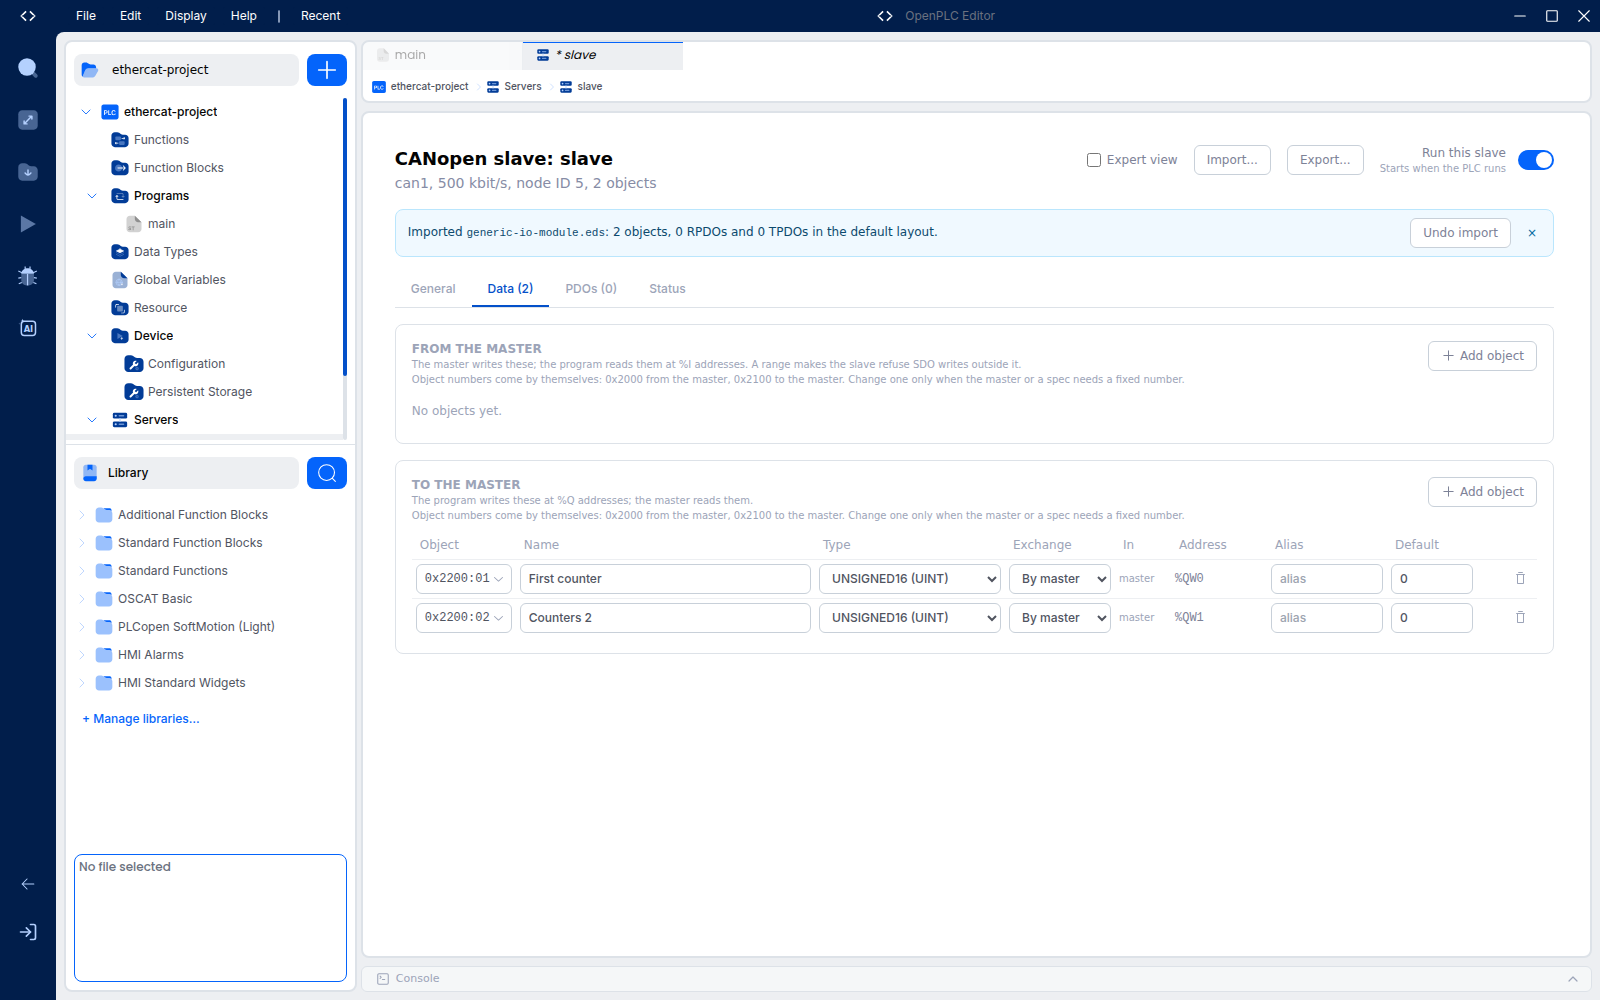 File Edit Display Help | Recent
OpenPLC Editor
ethercat-project
ethercat-project
Functions
Function Blocks
Programs
main
Data Types
Global Variables
Resource
Device
Configuration
Persistent Storage
Servers
Library
Additional Function Blocks
Standard Function Blocks
Standard Functions
OSCAT Basic
PLCopen SoftMotion (Light)
HMI Alarms
HMI Standard Widgets
+ Manage libraries...
No file selected
main
* slave
PLC ethercat-project Servers slave
CANopen slave: slave
can1, 500 kbit/s, node ID 5, 2 objects
Expert view
Import...
Export...
Run this slave
Starts when the PLC runs
Imported generic-io-module.eds: 2 objects, 0 RPDOs and 0 TPDOs in the default layout.
Undo import
×
General Data (2) PDOs (0) Status
FROM THE MASTER
The master writes these; the program reads them at %I addresses. A range makes the slave refuse SDO writes outside it.
Object numbers come by themselves: 0x2000 from the master, 0x2100 to the master. Change one only when the master or a spec needs a fixed number.
Add object
No objects yet.
TO THE MASTER
The program writes these at %Q addresses; the master reads them.
Object numbers come by themselves: 0x2000 from the master, 0x2100 to the master. Change one only when the master or a spec needs a fixed number.
Add object
Object Name Type Exchange In Address Alias Default
0x2200:01 First counter UNSIGNED16 (UINT) By master master %QW0 alias 0
0x2200:02 Counters 2 UNSIGNED16 (UINT) By master master %QW1 alias 0
Console